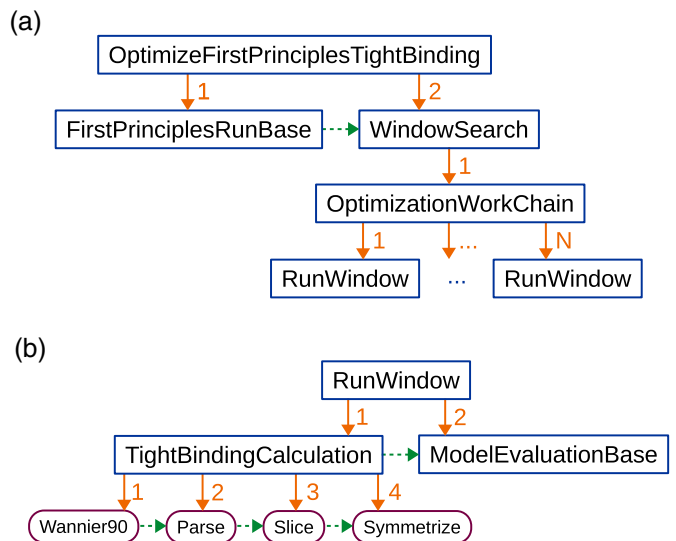 (a)
OptimizeFirstPrinciplesTightBinding
1 2
FirstPrinciplesRunBase WindowSearch
1
OptimizationWorkChain
1 ... N
RunWindow ... RunWindow
(b)
RunWindow
1 2
TightBindingCalculation ModelEvaluationBase
1 2 3 4
Wannier90 Parse Slice Symmetrize